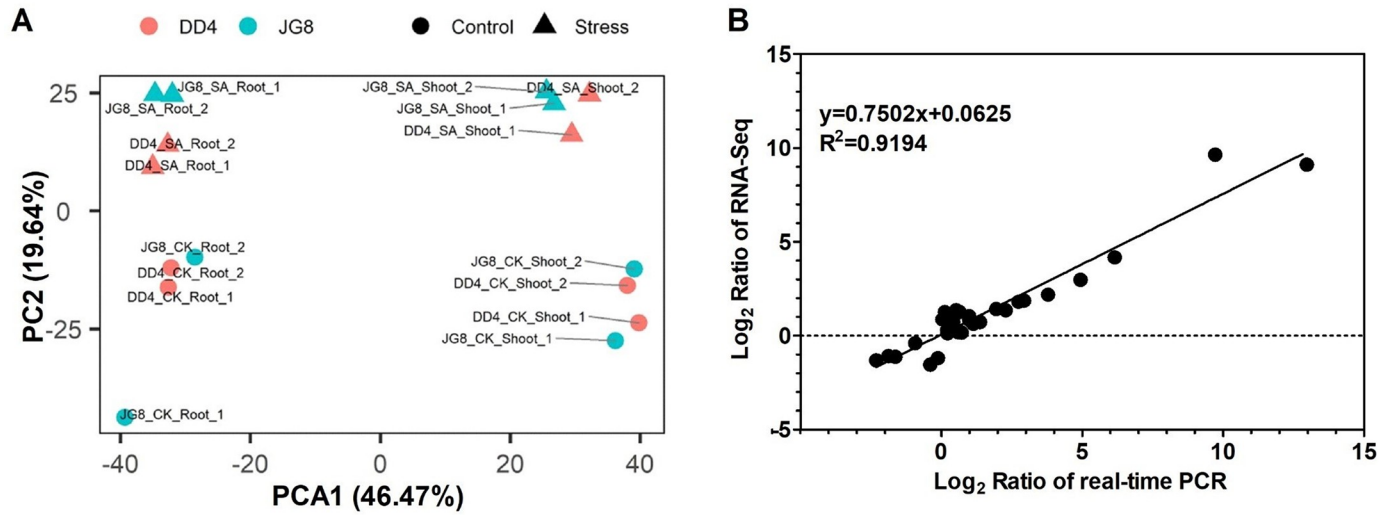 A
DD4 JG8 Control Stress
PC2 (19.64%)
25
0
-25
JG8_SA_Root_1
JG8_SA_Root_2
DD4_SA_Root_2
DD4_SA_Root_1
JG8_SA_Shoot_2
DD4_SA_Shoot_2
JG8_SA_Shoot_1
DD4_SA_Shoot_1
JG8_CK_Root_2
DD4_CK_Root_2
DD4_CK_Root_1
JG8_CK_Shoot_2
DD4_CK_Shoot_2
DD4_CK_Shoot_1
JG8_CK_Shoot_1
JG8_CK_Root_1
-40 -20 0 20 40
PCA1 (46.47%)
B
Log2 Ratio of RNA-Seq
15
10
5
0
-5
y=0.7502x+0.0625
R2=0.9194
0 5 10 15
Log2 Ratio of real-time PCR